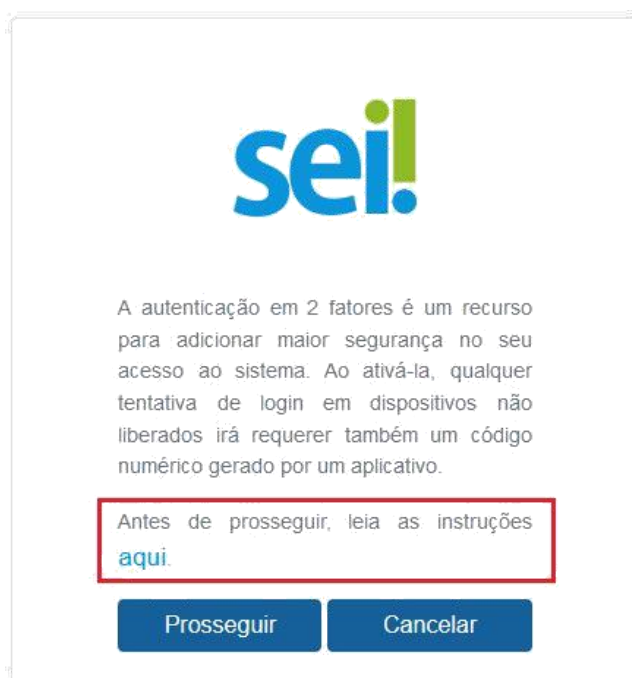 sei!
A autenticação em 2 fatores é um recurso
para adicionar maior segurança no seu
acesso ao sistema. Ao ativá-la, qualquer
tentativa de login em dispositivos não
liberados irá requerer também um código
numérico gerado por um aplicativo.
Antes de prosseguir, leia as instruções
aqui.
Prosseguir Cancelar